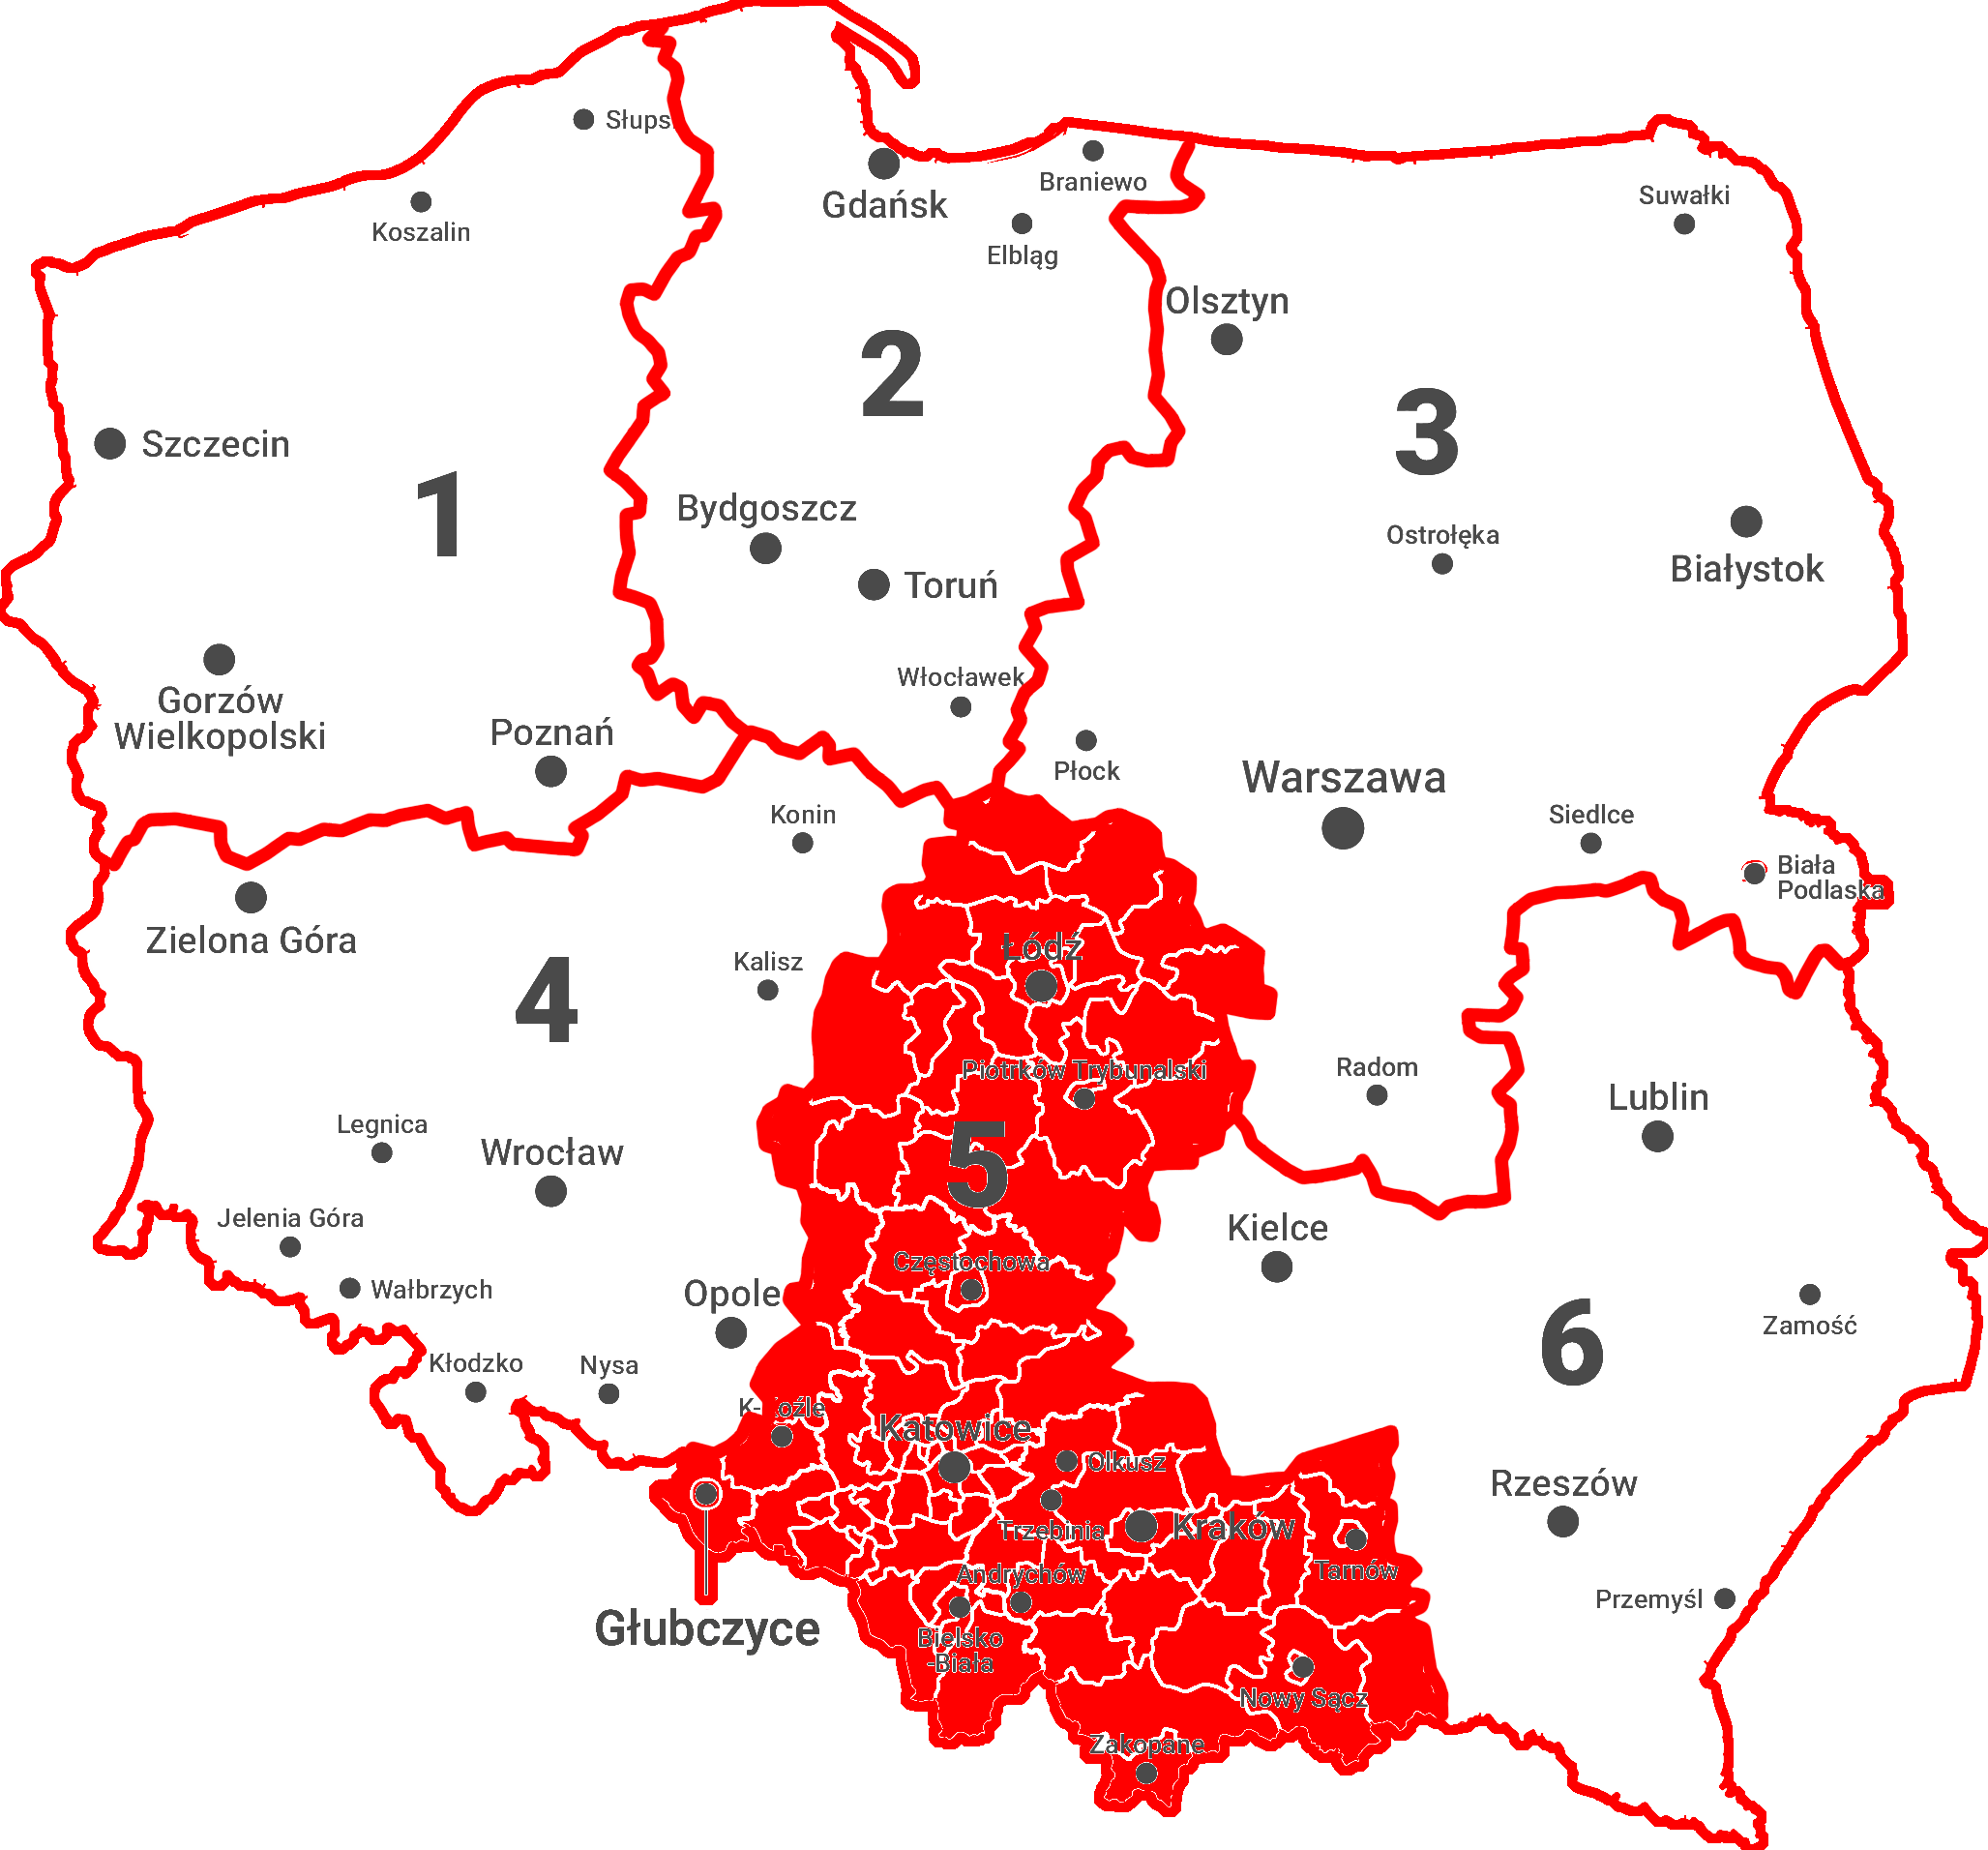 Słups
Koszalin
Gdańsk
Braniewo
Elbląg
Suwałki
Olsztyn
2
3
Szczecin
1
Bydgoszcz
Toruń
Ostrołęka
Białystok
Gorzów
Wielkopolski
Poznań
Włocławek
Płock
Warszawa
Konin
Siedlce
Biała
Podlaska
Zielona Góra
Kalisz
Łódź
4
Piotrków Trybunalski
Radom
Lublin
Legnica
Wrocław
5
Jelenia Góra
Wałbrzych
Opole
Częstochowa
Kielce
Zamość
6
Kłodzko
Nysa
K-
oźle
Katowice
Olkusz
Rzeszów
Trzebinia
Kraków
Andrychów
Tarnów
Przemyśl
Głubczyce
Bielsko
-Biała
Nowy Sącz
Zakopane